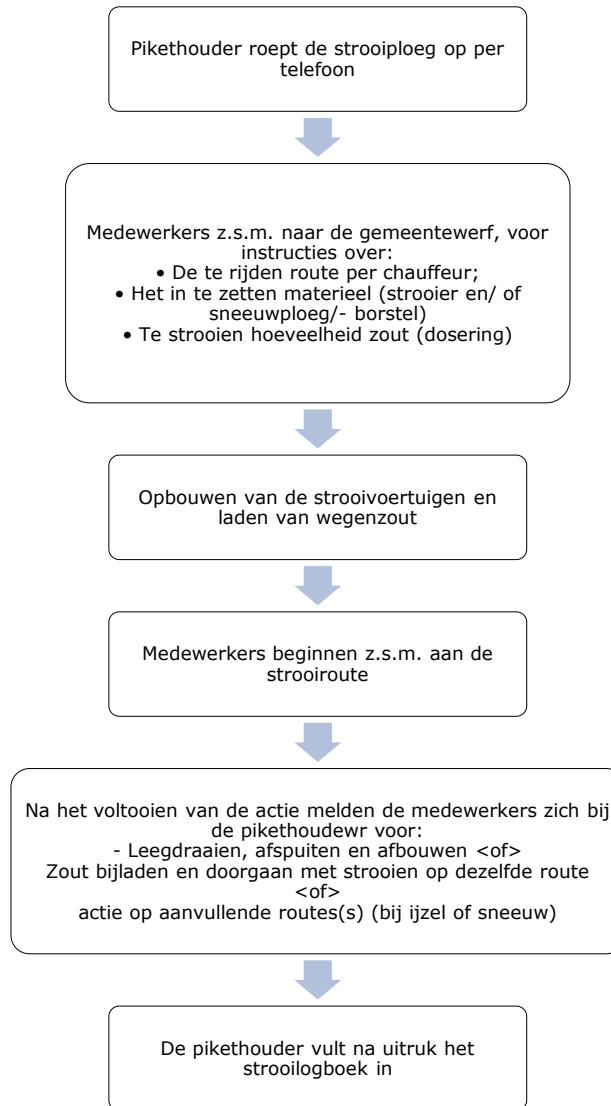 Pikethouder roept de strooiploeg op per
telefoon
Medewerkers z.s.m. naar de gemeentewerf, voor
instructies over:
• De te rijden route per chauffeur;
• Het in te zetten materieel (strooier en/ of
sneeuwploeg/- borstel)
• Te strooien hoeveelheid zout (dosering)
Opbouwen van de strooivoertuigen en
laden van wegenzout
Medewerkers beginnen z.s.m. aan de
strooiroute
Na het voltooien van de actie melden de medewerkers zich bij
de pikethoudewr voor:
- Leegdraaien, afspuiten en afbouwen <of>
Zout bijladen en doorgaan met strooien op dezelfde route
<of>
actie op aanvullende routes(s) (bij ijzel of sneeuw)
De pikethouder vult na uitruk het
strooilogboek in